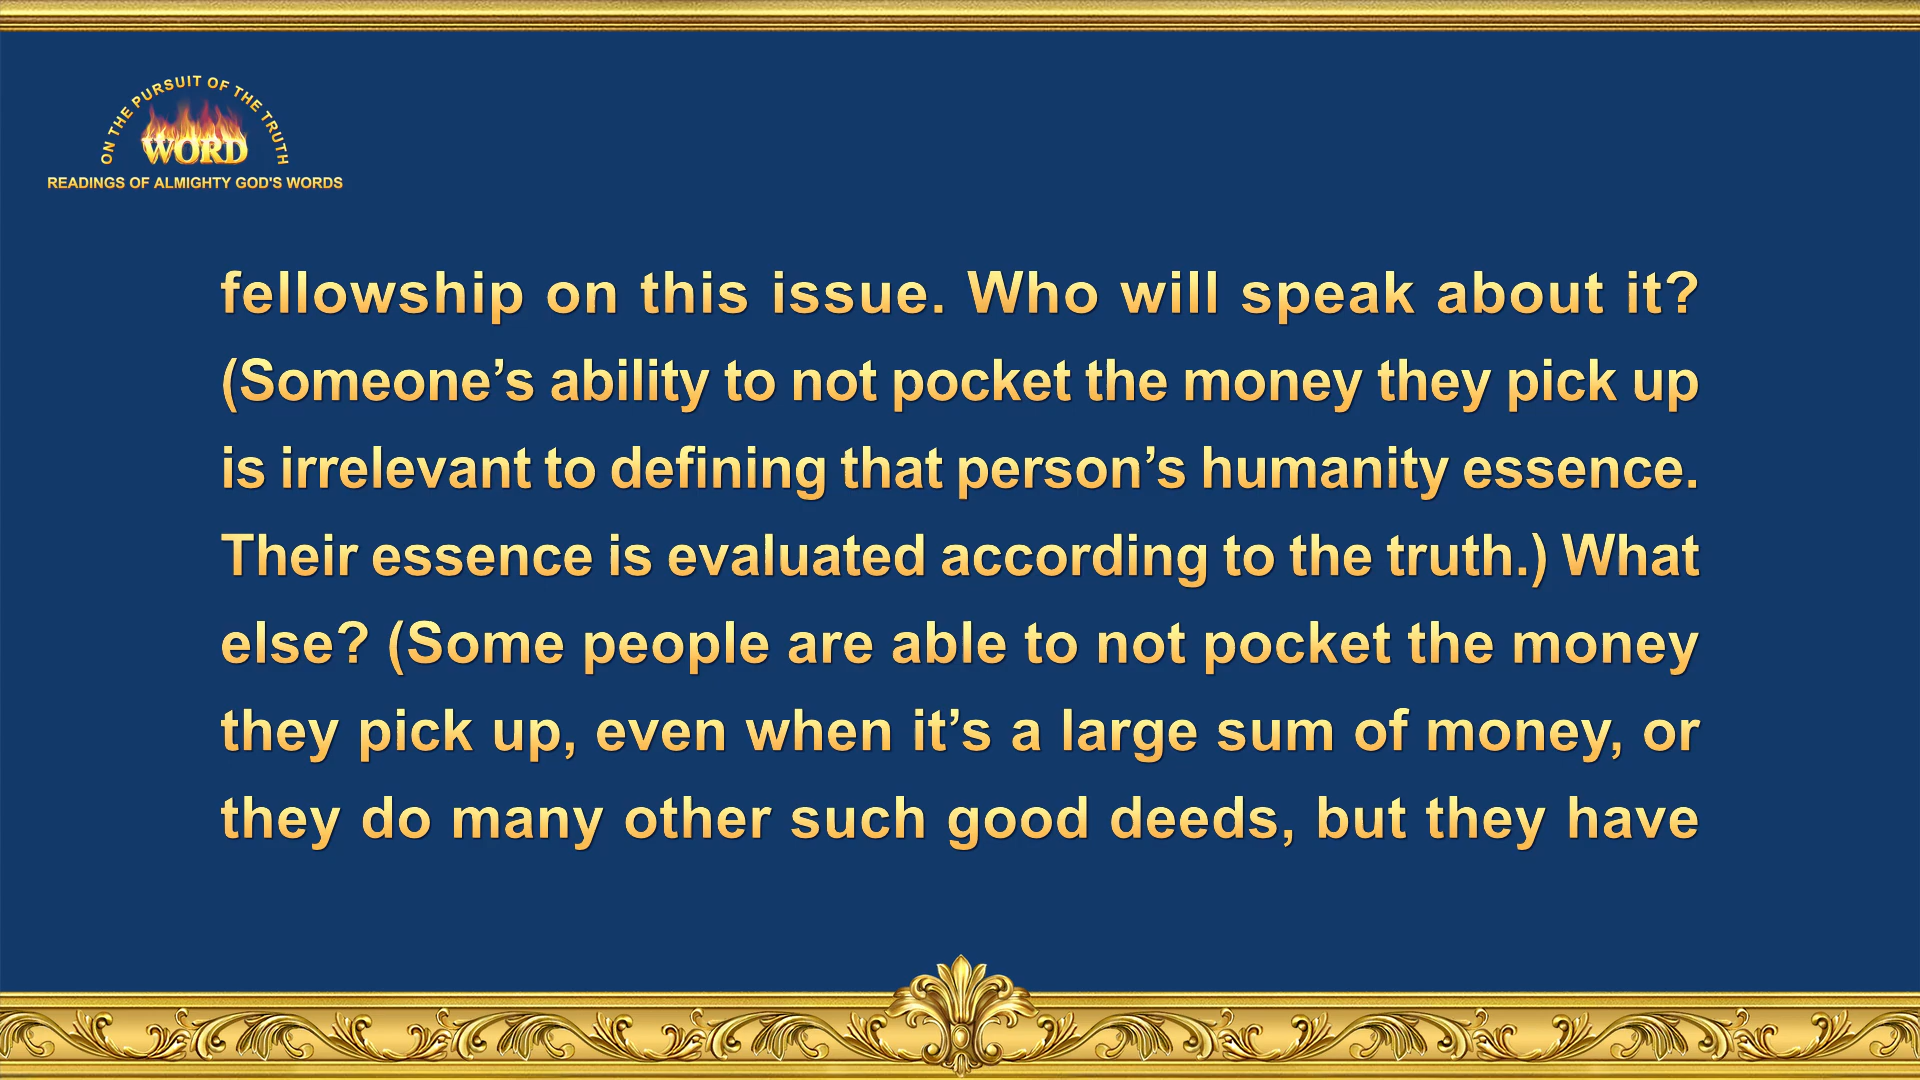 ON THE PURSUIT OF THE TRUTH
WORD
READINGS OF ALMIGHTY GOD'S WORDS
fellowship on this issue. Who will speak about it?
(Someone’s ability to not pocket the money they pick up
is irrelevant to defining that person’s humanity essence.
Their essence is evaluated according to the truth.) What
else? (Some people are able to not pocket the money
they pick up, even when it’s a large sum of money, or
they do many other such good deeds, but they have